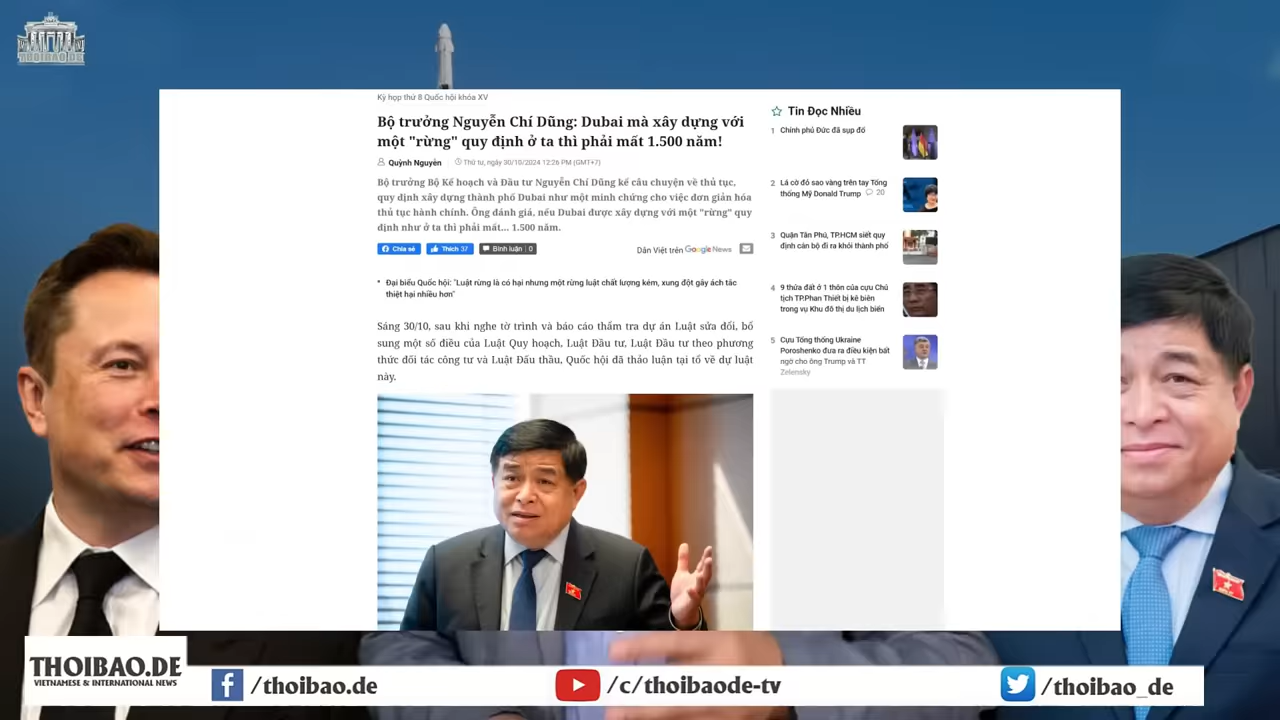 THOIBAO.DE
Kỳ họp thứ 8 Quốc hội khóa XV
Bộ trưởng Nguyễn Chí Dũng: Dubai mà xây dựng với
một "rừng" quy định ở ta thì phải mất 1.500 năm!
Quỳnh Nguyễn
Thứ tư, ngày 30/10/2024 12:26 PM (GMT+7)
Bộ trưởng Bộ Kế hoạch và Đầu tư Nguyễn Chí Dũng kể câu chuyện về thủ tục,
quy định xây dựng thành phố Dubai như một minh chứng cho việc đơn giản hóa
thủ tục hành chính. Ông đánh giá, nếu Dubai được xây dựng với một "rừng" quy
định như ở ta thì phải mất... 1.500 năm.
Chia sẻ
Thích 37
Bình luận 0
Dân Việt trên Google News
• Đại biểu Quốc hội: "Luật rừng là có hại nhưng một rừng luật chất lượng kém, xung đột gây ách tắc
thiệt hại nhiều hơn"
Sáng 30/10, sau khi nghe tờ trình và báo cáo thẩm tra dự án Luật sửa đổi, bổ
sung một số điều của Luật Quy hoạch, Luật Đầu tư, Luật Đầu tư theo phương
thức đối tác công tư và Luật Đấu thầu, Quốc hội đã thảo luận tại tổ về dự luật
này.
Tin Đọc Nhiều
1 Chính phủ Đức đã sụp đổ
2 Lá cờ đỏ sao vàng trên tay Tổng
thống Mỹ Donald Trump 20
3 Quận Tân Phú, TP.HCM siết quy
định cán bộ đi ra khỏi thành phố
4 9 thửa đất ở 1 thôn của cựu Chủ
tịch TP.Phan Thiết bị kê biên
trong vụ Khu đô thị du lịch biển
5 Cựu Tổng thống Ukraine
Poroshenko đưa ra điều kiện bất
ngờ cho ông Trump và TT
Zelensky
THOIBAO.DE
VIETNAMESE & INTERNATIONAL NEWS
/thoibao.de
/c/thoibaode-tv
/thoibao_de